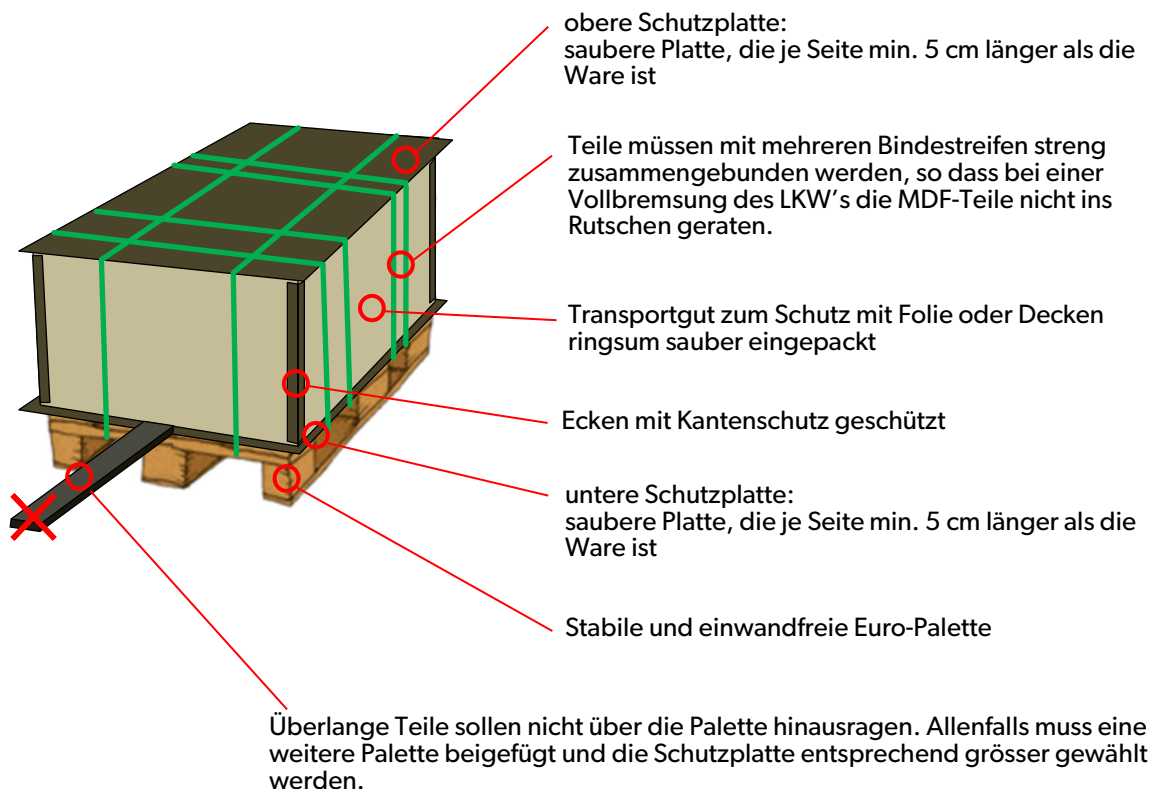 obere Schutzplatte:
saubere Platte, die je Seite min. 5 cm länger als die
Ware ist
Teile müssen mit mehreren Bindestreifen streng
zusammengebunden werden, so dass bei einer
Vollbremsung des LKW's die MDF-Teile nicht ins
Rutschen geraten.
Transportgut zum Schutz mit Folie oder Decken
ringsum sauber eingepackt
Ecken mit Kantenschutz geschützt
untere Schutzplatte:
saubere Platte, die je Seite min. 5 cm länger als die
Ware ist
Stabile und einwandfreie Euro-Palette
Überlange Teile sollen nicht über die Palette hinausragen. Allenfalls muss eine
weitere Palette beigefügt und die Schutzplatte entsprechend grösser gewählt
werden.